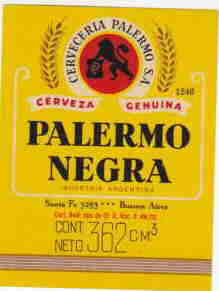 CERVECERIA PALERMO S.A.
CERVEZA GENUINA
PALERMO
NEGRA
INDUSTRIA ARGENTINA
Santa Fe 3253 *** Buenos Aires
CONT.
NETO 362 CM³